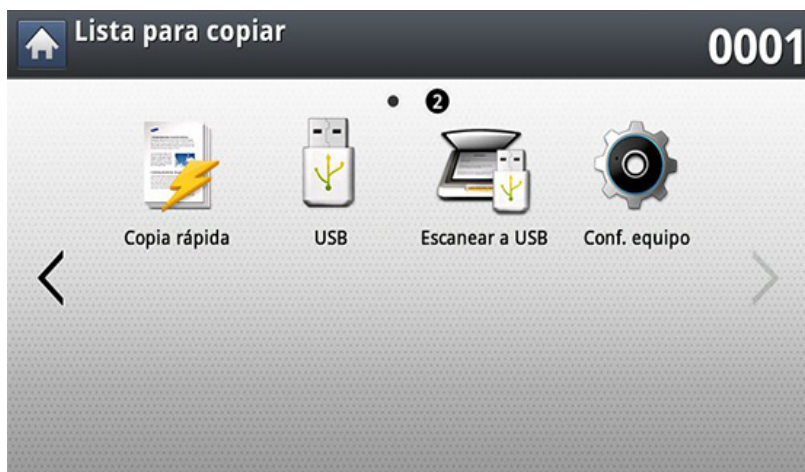 Lista para copiar
0001
2
Copia rápida
USB
Escanear a USB
Conf. equipo